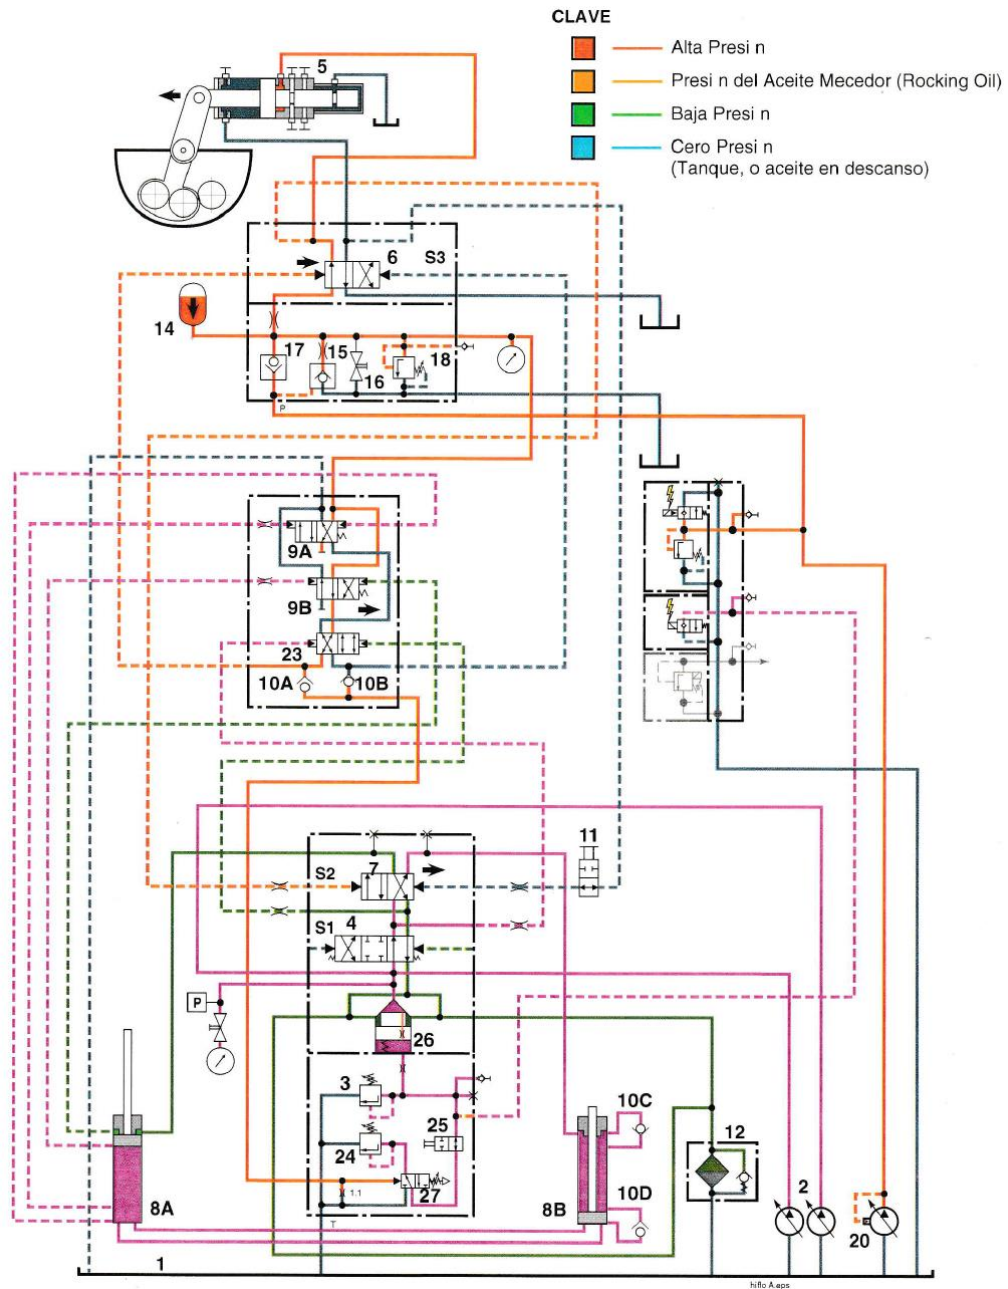 CLAVE
Alta Presi n
Presi n del Aceite Mecedor (Rocking Oil)
Baja Presi n
Cero Presi n
(Tanque, o aceite en descanso)
5
6
S3
14
17
15
16
18
P
9A
9B
23
10A
10B
11
S2
7
S1
4
P
26
3
25
24
27
1.1
T
8A
8B
10C
10D
12
2
20
1
hiflo A.eps